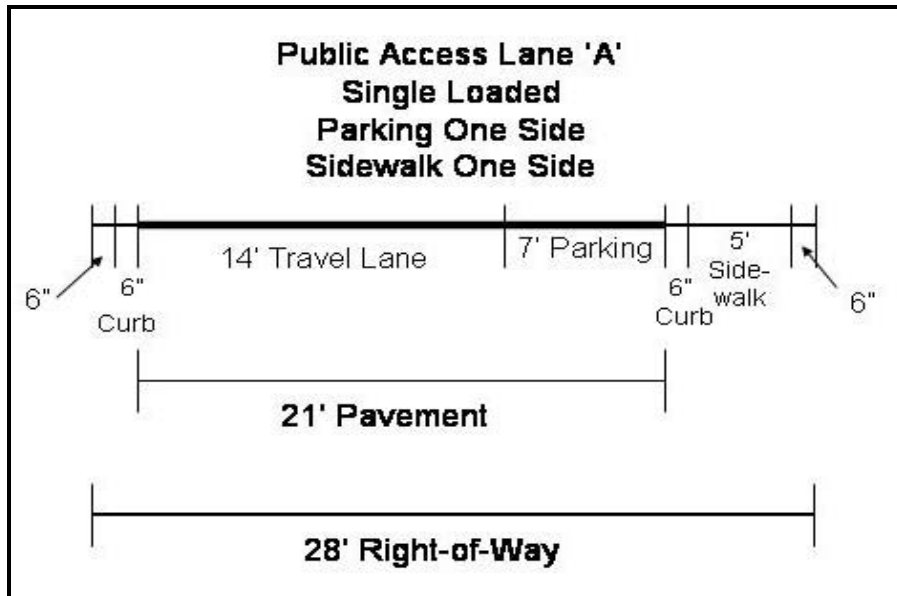 Public Access Lane 'A'
Single Loaded
Parking One Side
Sidewalk One Side
14' Travel Lane
7' Parking
5'
Side-
walk
6"
6"
Curb
6"
Curb
6"
21' Pavement
28' Right-of-Way